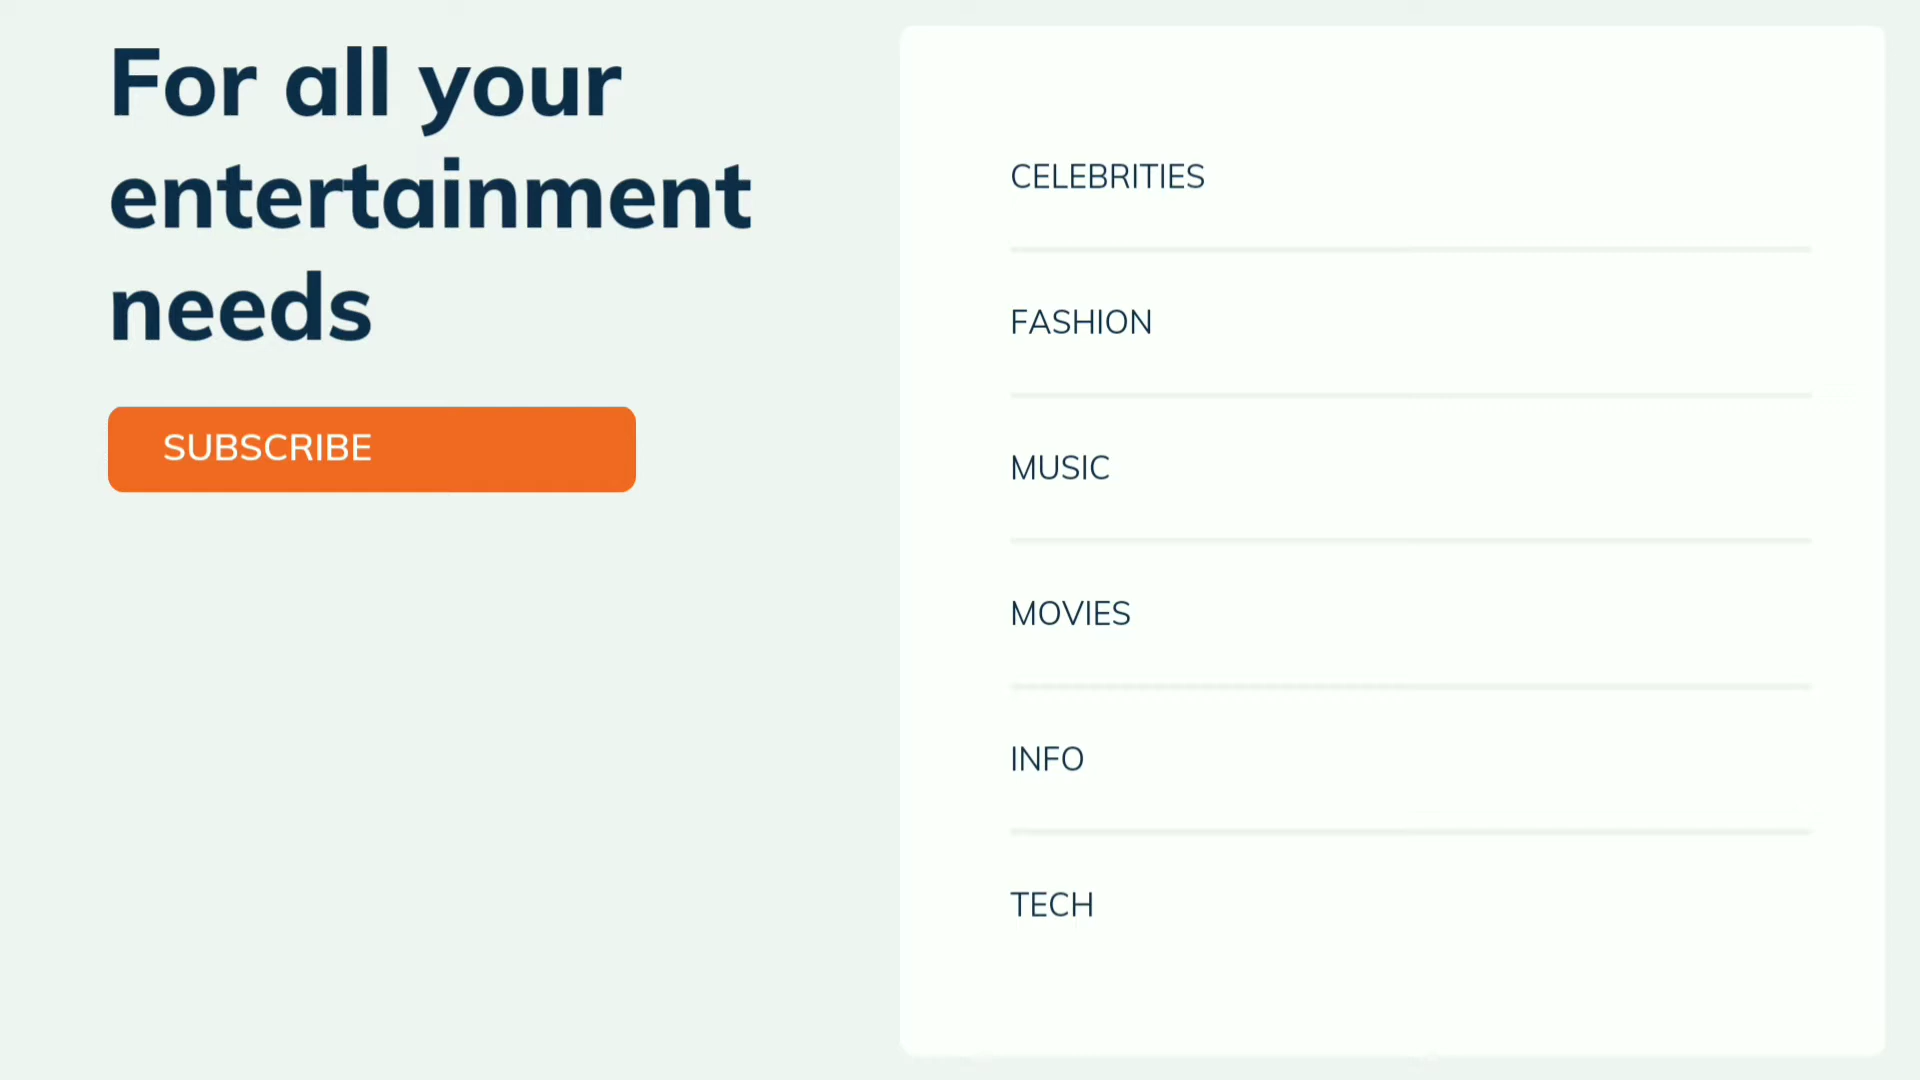 For all your
entertainment
needs
SUBSCRIBE
CELEBRITIES
FASHION
MUSIC
MOVIES
INFO
TECH